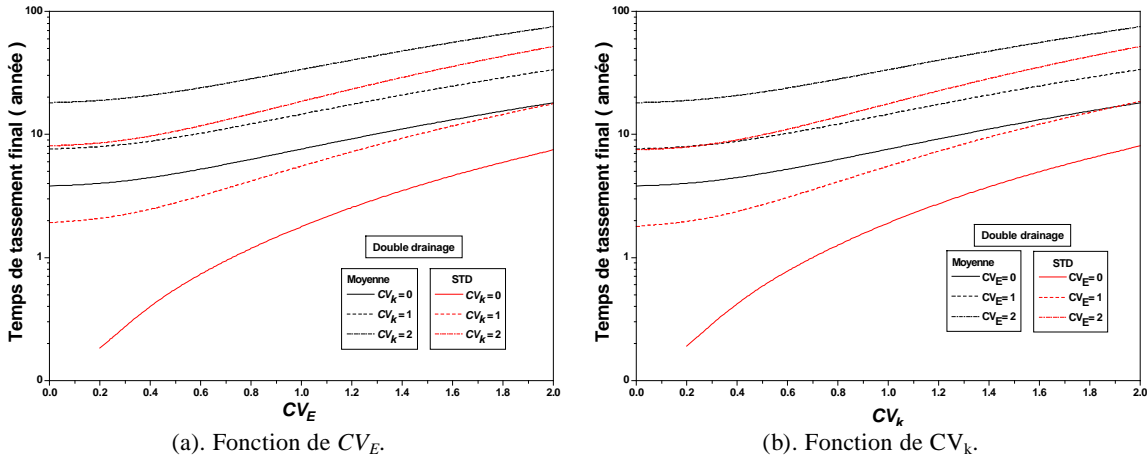 100
10
1
0
Temps de tassement final ( année)
0.0 0.2 0.4 0.6 0.8 1.0 1.2 1.4 1.6 1.8 2.0
CV_E
Double drainage
Moyenne
CV_k=0
CV_k=1
CV_k=2
STD
CV_k=0
CV_k=1
CV_k=2
(a). Fonction de CV_E.
100
10
1
0
Temps de tassement final ( année)
0.0 0.2 0.4 0.6 0.8 1.0 1.2 1.4 1.6 1.8 2.0
CV_k
Double drainage
Moyenne
CV_E=0
CV_E=1
CV_E=2
STD
CV_E=0
CV_E=1
CV_E=2
(b). Fonction de CV_k.